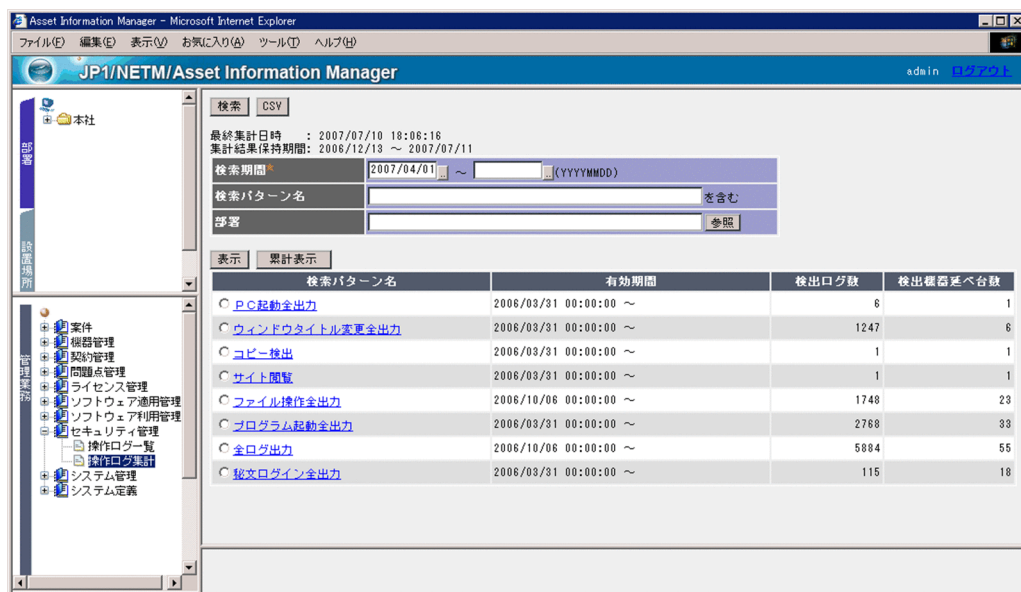 Asset Information Manager - Microsoft Internet Explorer
ファイル(F) 編集(E) 表示(V) お気に入り(A) ツール(T) ヘルプ(H)
JP1/NETM/Asset Information Manager
admin ログアウト
部署
設置場所
本社
検索 CSV
最終集計日時 : 2007/07/10 18:06:16
集計結果保持期間: 2006/12/13 ～ 2007/07/11
検索期間* 2007/04/01 .. ～ .. (YYYYMMDD)
検索パターン名 を含む
部署 参照
表示 累計表示
検索パターン名 有効期間 検出ログ数 検出機器延べ台数
ＰＣ起動全出力 2006/03/31 00:00:00 ～ 6 1
ウィンドウタイトル変更全出力 2006/03/31 00:00:00 ～ 1247 6
コピー検出 2006/03/31 00:00:00 ～ 1 1
サイト閲覧 2006/03/31 00:00:00 ～ 1 1
ファイル操作全出力 2006/10/06 00:00:00 ～ 1748 23
プログラム起動全出力 2006/03/31 00:00:00 ～ 2768 33
全ログ出力 2006/10/06 00:00:00 ～ 5884 55
秘文ログイン全出力 2006/03/31 00:00:00 ～ 115 18
管理業務
案件
機器管理
契約管理
問題点管理
ライセンス管理
ソフトウェア適用管理
ソフトウェア利用管理
セキュリティ管理
操作ログ一覧
操作ログ集計
システム管理
システム定義